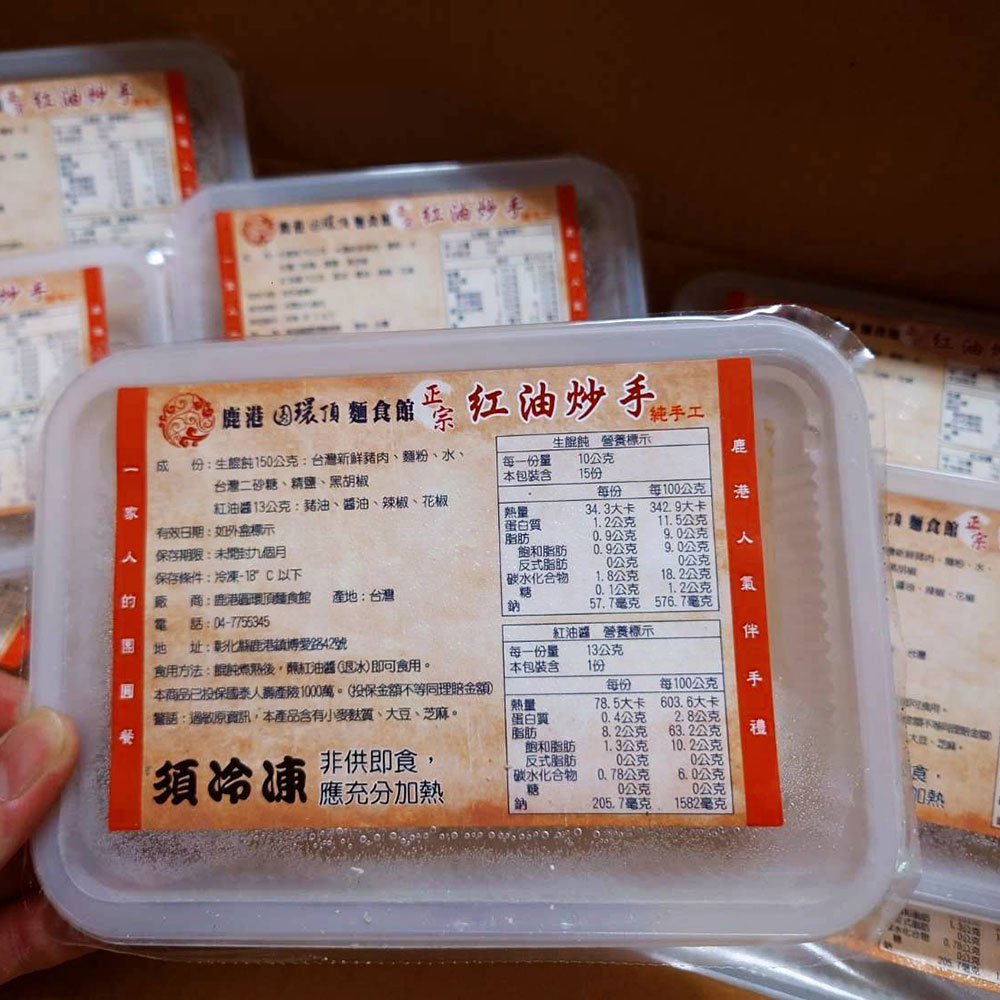 鹿港 囡環頂 麵食館 正宗 红油炒手 純手工
一家人的團圓餐
成 份：生餛飩150公克：台灣新鮮豬肉、麵粉、水、
台灣二砂糖、精鹽、黑胡椒
紅油醬13公克：豬油、醬油、辣椒、花椒
有效日期：如外盒標示
保存期限：未開封九個月
保存條件：冷凍-18°C以下
廠 商：鹿港囡環頂麵食館 產地：台灣
電 話：04-7756345
地 址：彰化縣鹿港鎮博愛路42號
食用方法：餛飩煮熟後，蘸紅油醬(退冰)即可食用。
本商品已投保國泰人壽產險1000萬。(投保金額不等同理賠金額)
警語：過敏原資訊，本產品含有小麥麩質、大豆、芝麻。
須冷凍 非供即食，
應充分加熱
生餛飩 營養標示
每一份量 10公克
本包裝含 15份
每份 每100公克
熱量 34.3大卡 342.9大卡
蛋白質 1.2公克 11.5公克
脂肪 0.9公克 9.0公克
飽和脂肪 0.9公克 9.0公克
反式脂肪 0公克 0公克
碳水化合物 1.8公克 18.2公克
糖 0.1公克 1.2公克
鈉 57.7毫克 576.7毫克
紅油醬 營養標示
每一份量 13公克
本包裝含 1份
每份 每100公克
熱量 78.5大卡 603.6大卡
蛋白質 0.4公克 2.8公克
脂肪 8.2公克 63.2公克
飽和脂肪 1.3公克 10.2公克
反式脂肪 0公克 0公克
碳水化合物 0.78公克 6.0公克
糖 0公克 0公克
鈉 205.7毫克 1582毫克
鹿港人氣伴手禮
红油炒手
红油炒手
麵食館 正宗